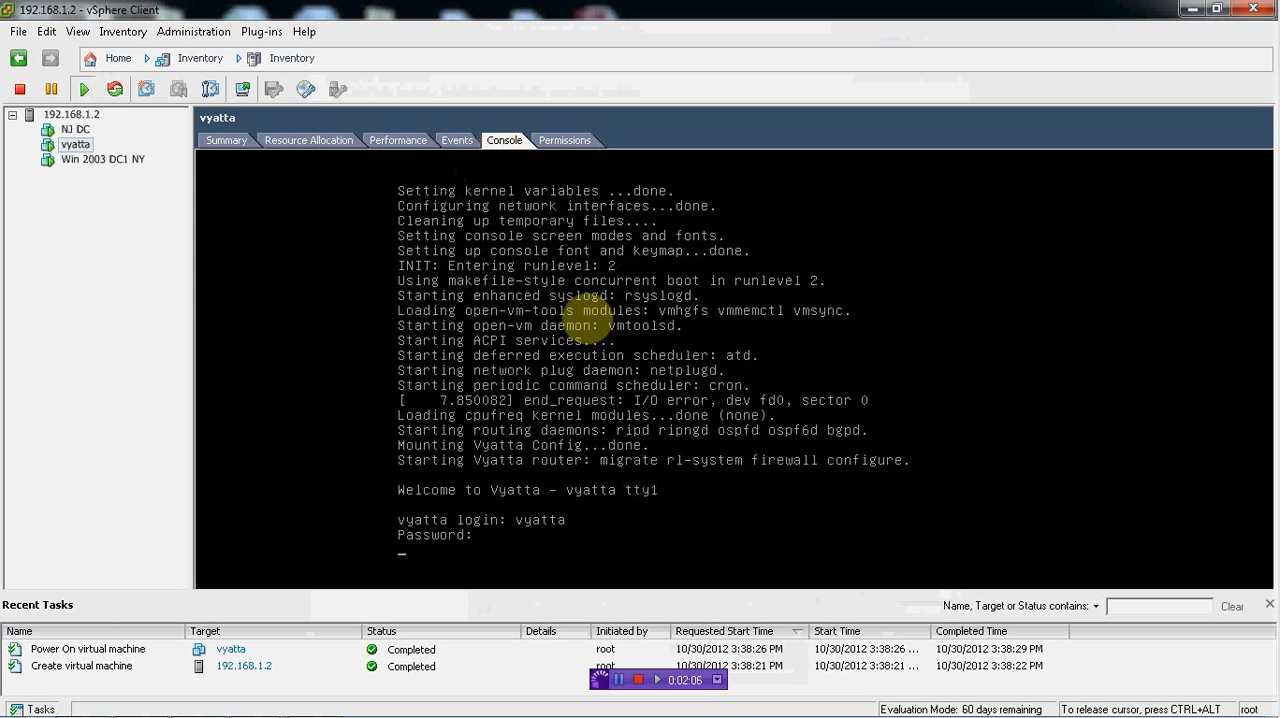 192.168.1.2 - vSphere Client
File Edit View Inventory Administration Plug-ins Help
Home Inventory Inventory
192.168.1.2
NJ DC
vyatta
Win 2003 DC1 NY
vyatta
Summary Resource Allocation Performance Events Console Permissions
Setting kernel variables ...done.
Configuring network interfaces...done.
Cleaning up temporary files....
Setting console screen modes and fonts.
Setting up console font and keymap...done.
INIT: Entering runlevel: 2
Using makefile-style concurrent boot in runlevel 2.
Starting enhanced syslogd: rsyslogd.
Loading open-vm-tools modules: vmhgfs vmmemctl vmsync.
Starting open-vm daemon: vmtoolsd.
Starting ACPI services....
Starting deferred execution scheduler: atd.
Starting network plug daemon: netplugd.
Starting periodic command scheduler: cron.
[    7.850082] end_request: I/O error, dev fd0, sector 0
Loading cpufreq kernel modules...done (none).
Starting routing daemons: ripd ripngd ospfd ospf6d bgpd.
Mounting Vyatta Config...done.
Starting Vyatta router: migrate rl-system firewall configure.
Welcome to Vyatta - vyatta tty1
vyatta login: vyatta
Password:
Recent Tasks Name, Target or Status contains: Clear
Name Target Status Details Initiated by Requested Start Time Start Time Completed Time
Power On virtual machine vyatta Completed root 10/30/2012 3:38:26 PM 10/30/2012 3:38:26 ... 10/30/2012 3:38:29 PM
Create virtual machine 192.168.1.2 Completed root 10/30/2012 3:38:21 PM 10/30/2012 3:38:21 ... 10/30/2012 3:38:22 PM
0:02:06
Tasks Evaluation Mode: 60 days remaining To release cursor, press CTRL+ALT root